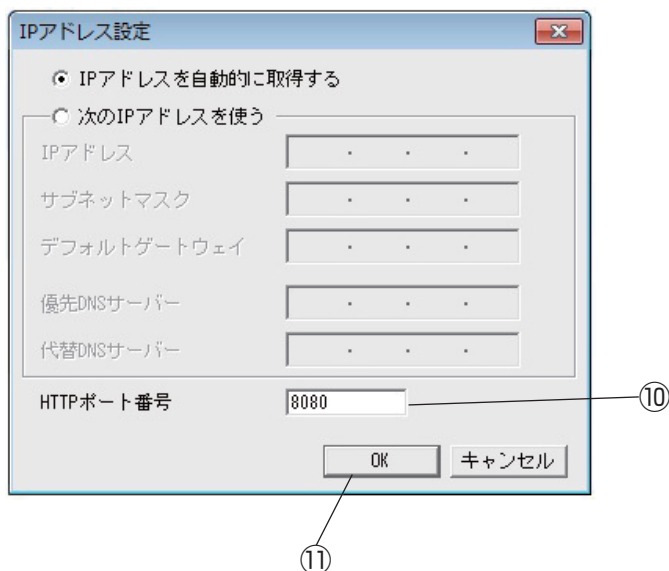 IPアドレス設定
IPアドレスを自動的に取得する
次のIPアドレスを使う
IPアドレス
サブネットマスク
デフォルトゲートウェイ
優先DNSサーバー
代替DNSサーバー
HTTPポート番号 8080 ⑩
OK キャンセル
⑪